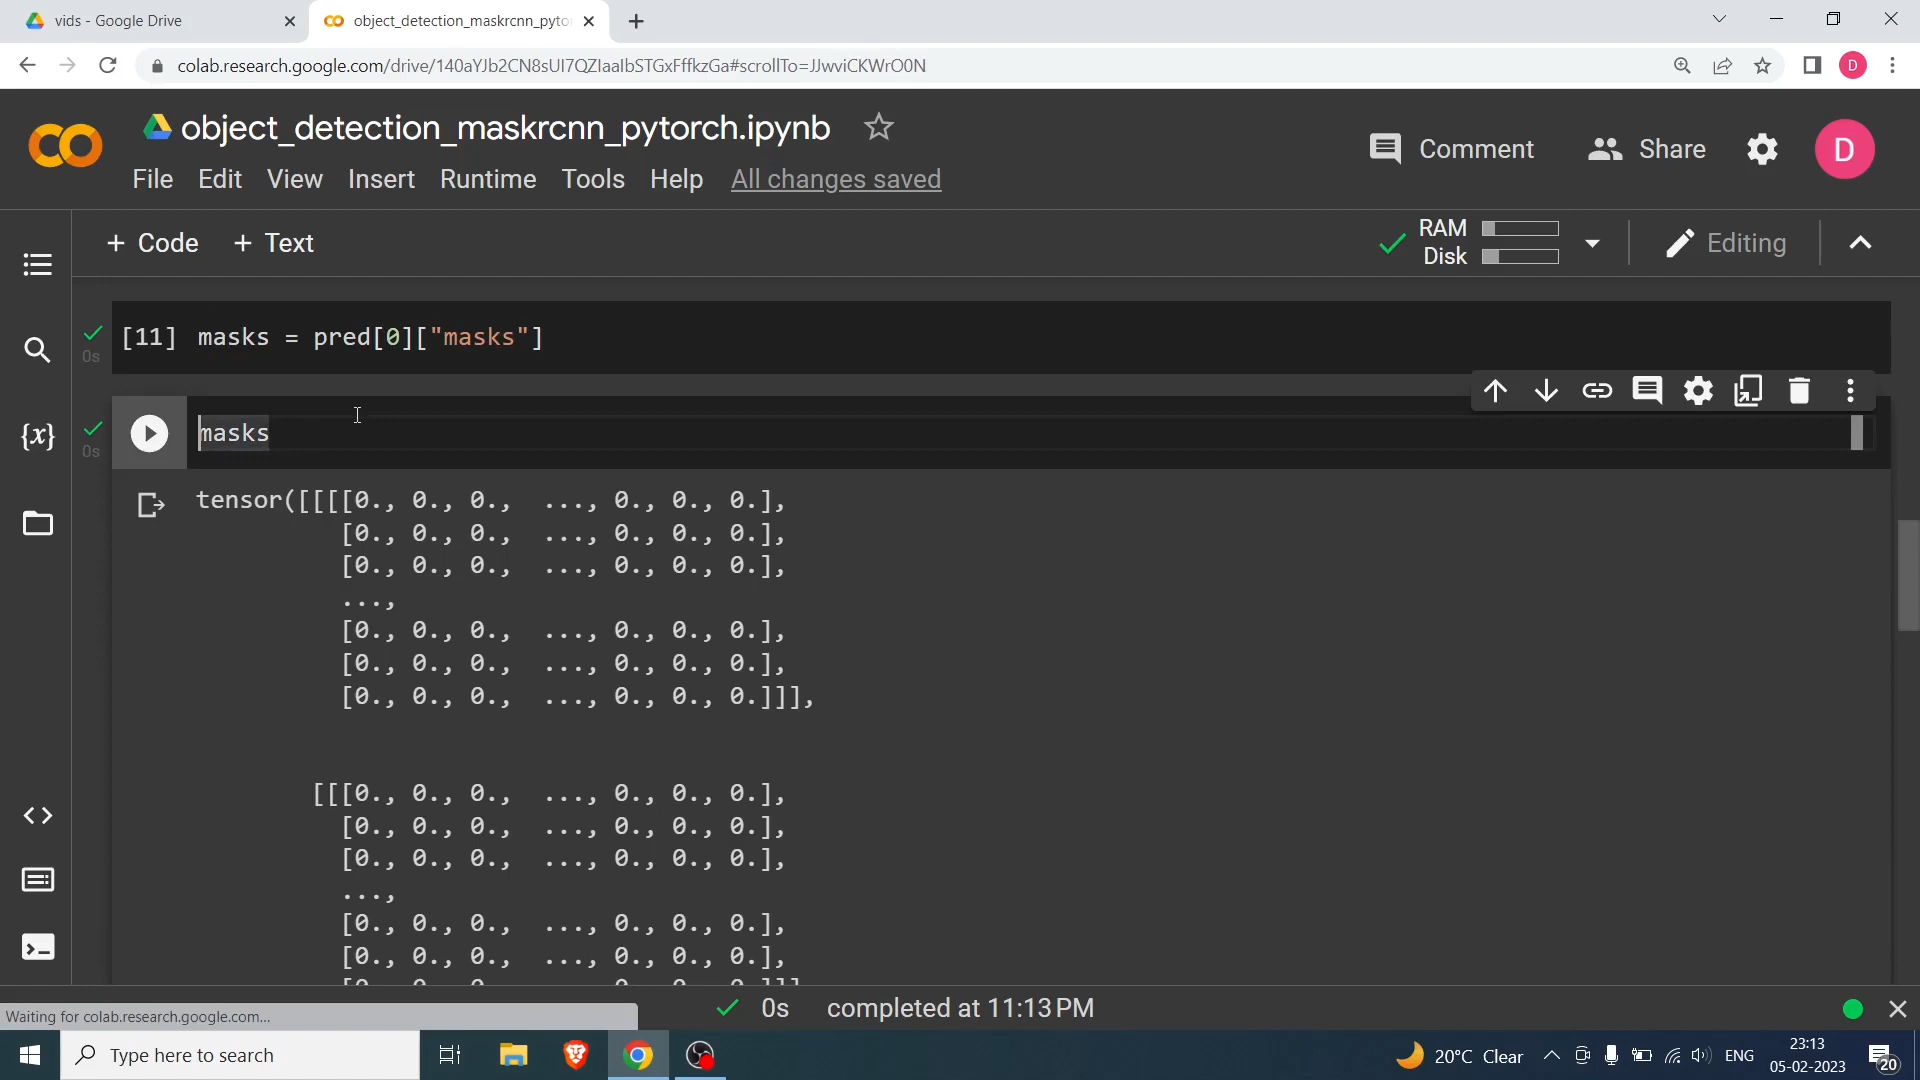 vids - Google Drive
object_detection_maskrcnn_pyto
colab.research.google.com/drive/140aYJb2CN8sUI7QZIaaIbSTGxFffkzGa#scrollTo=JJwviCKWrO0N
D
object_detection_maskrcnn_pytorch.ipynb
Comment
Share
D
File Edit View Insert Runtime Tools Help All changes saved
+ Code + Text
RAM
Disk
Editing
[11] masks = pred[0]["masks"]
0s
{x}
masks
0s
tensor([[[[0., 0., 0., ..., 0., 0., 0.],
[0., 0., 0., ..., 0., 0., 0.],
[0., 0., 0., ..., 0., 0., 0.],
...,
[0., 0., 0., ..., 0., 0., 0.],
[0., 0., 0., ..., 0., 0., 0.],
[0., 0., 0., ..., 0., 0., 0.]]],
[[[0., 0., 0., ..., 0., 0., 0.],
[0., 0., 0., ..., 0., 0., 0.],
[0., 0., 0., ..., 0., 0., 0.],
...,
[0., 0., 0., ..., 0., 0., 0.],
[0., 0., 0., ..., 0., 0., 0.],
0s completed at 11:13 PM
Waiting for colab.research.google.com...
Type here to search
20°C Clear
ENG
23:13
05-02-2023
20